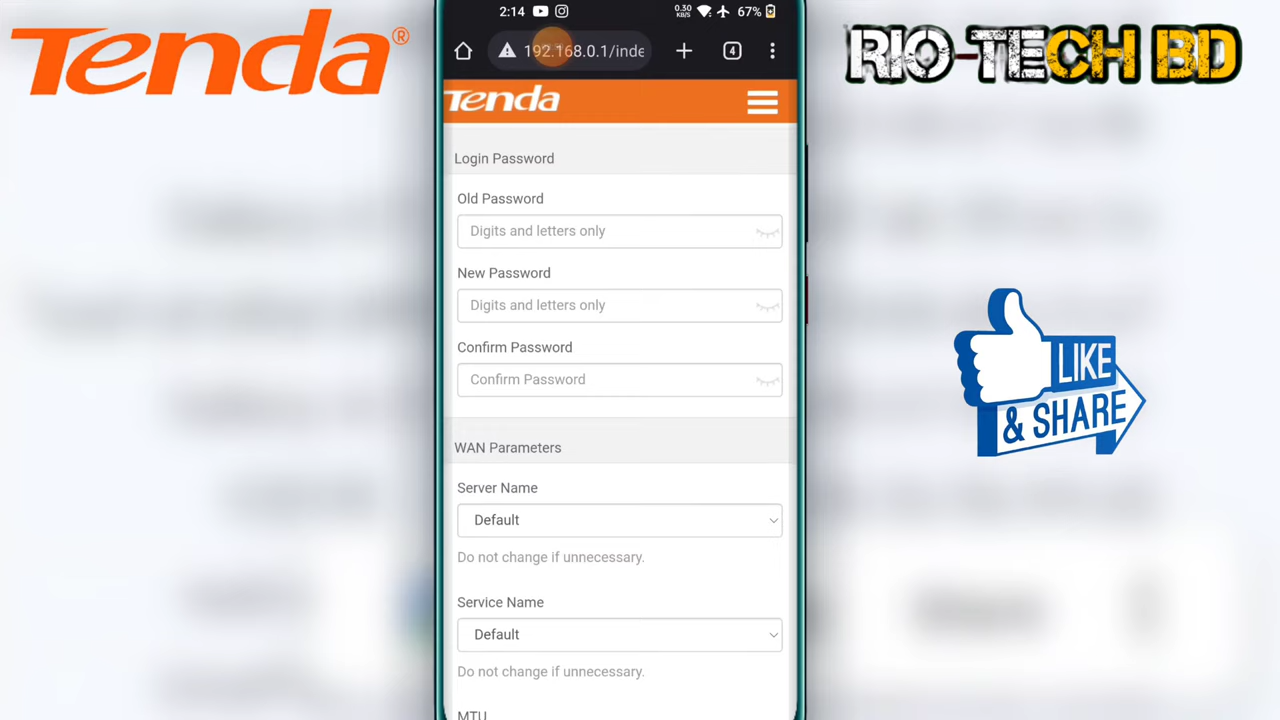 Tenda®
RIO-TECH BD
2:14
0.30
KB/S
67%
192.168.0.1/inde
4
Tenda
Login Password
Old Password
Digits and letters only
New Password
Digits and letters only
Confirm Password
Confirm Password
WAN Parameters
Server Name
Default
Do not change if unnecessary.
Service Name
Default
Do not change if unnecessary.
MTU
LIKE
& SHARE